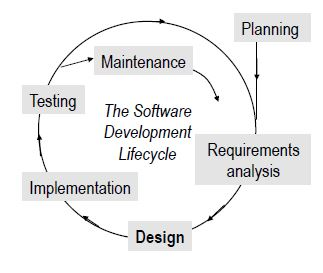 Planning
Maintenance
Testing
The Software
Development
Lifecycle
Requirements
analysis
Implementation
Design